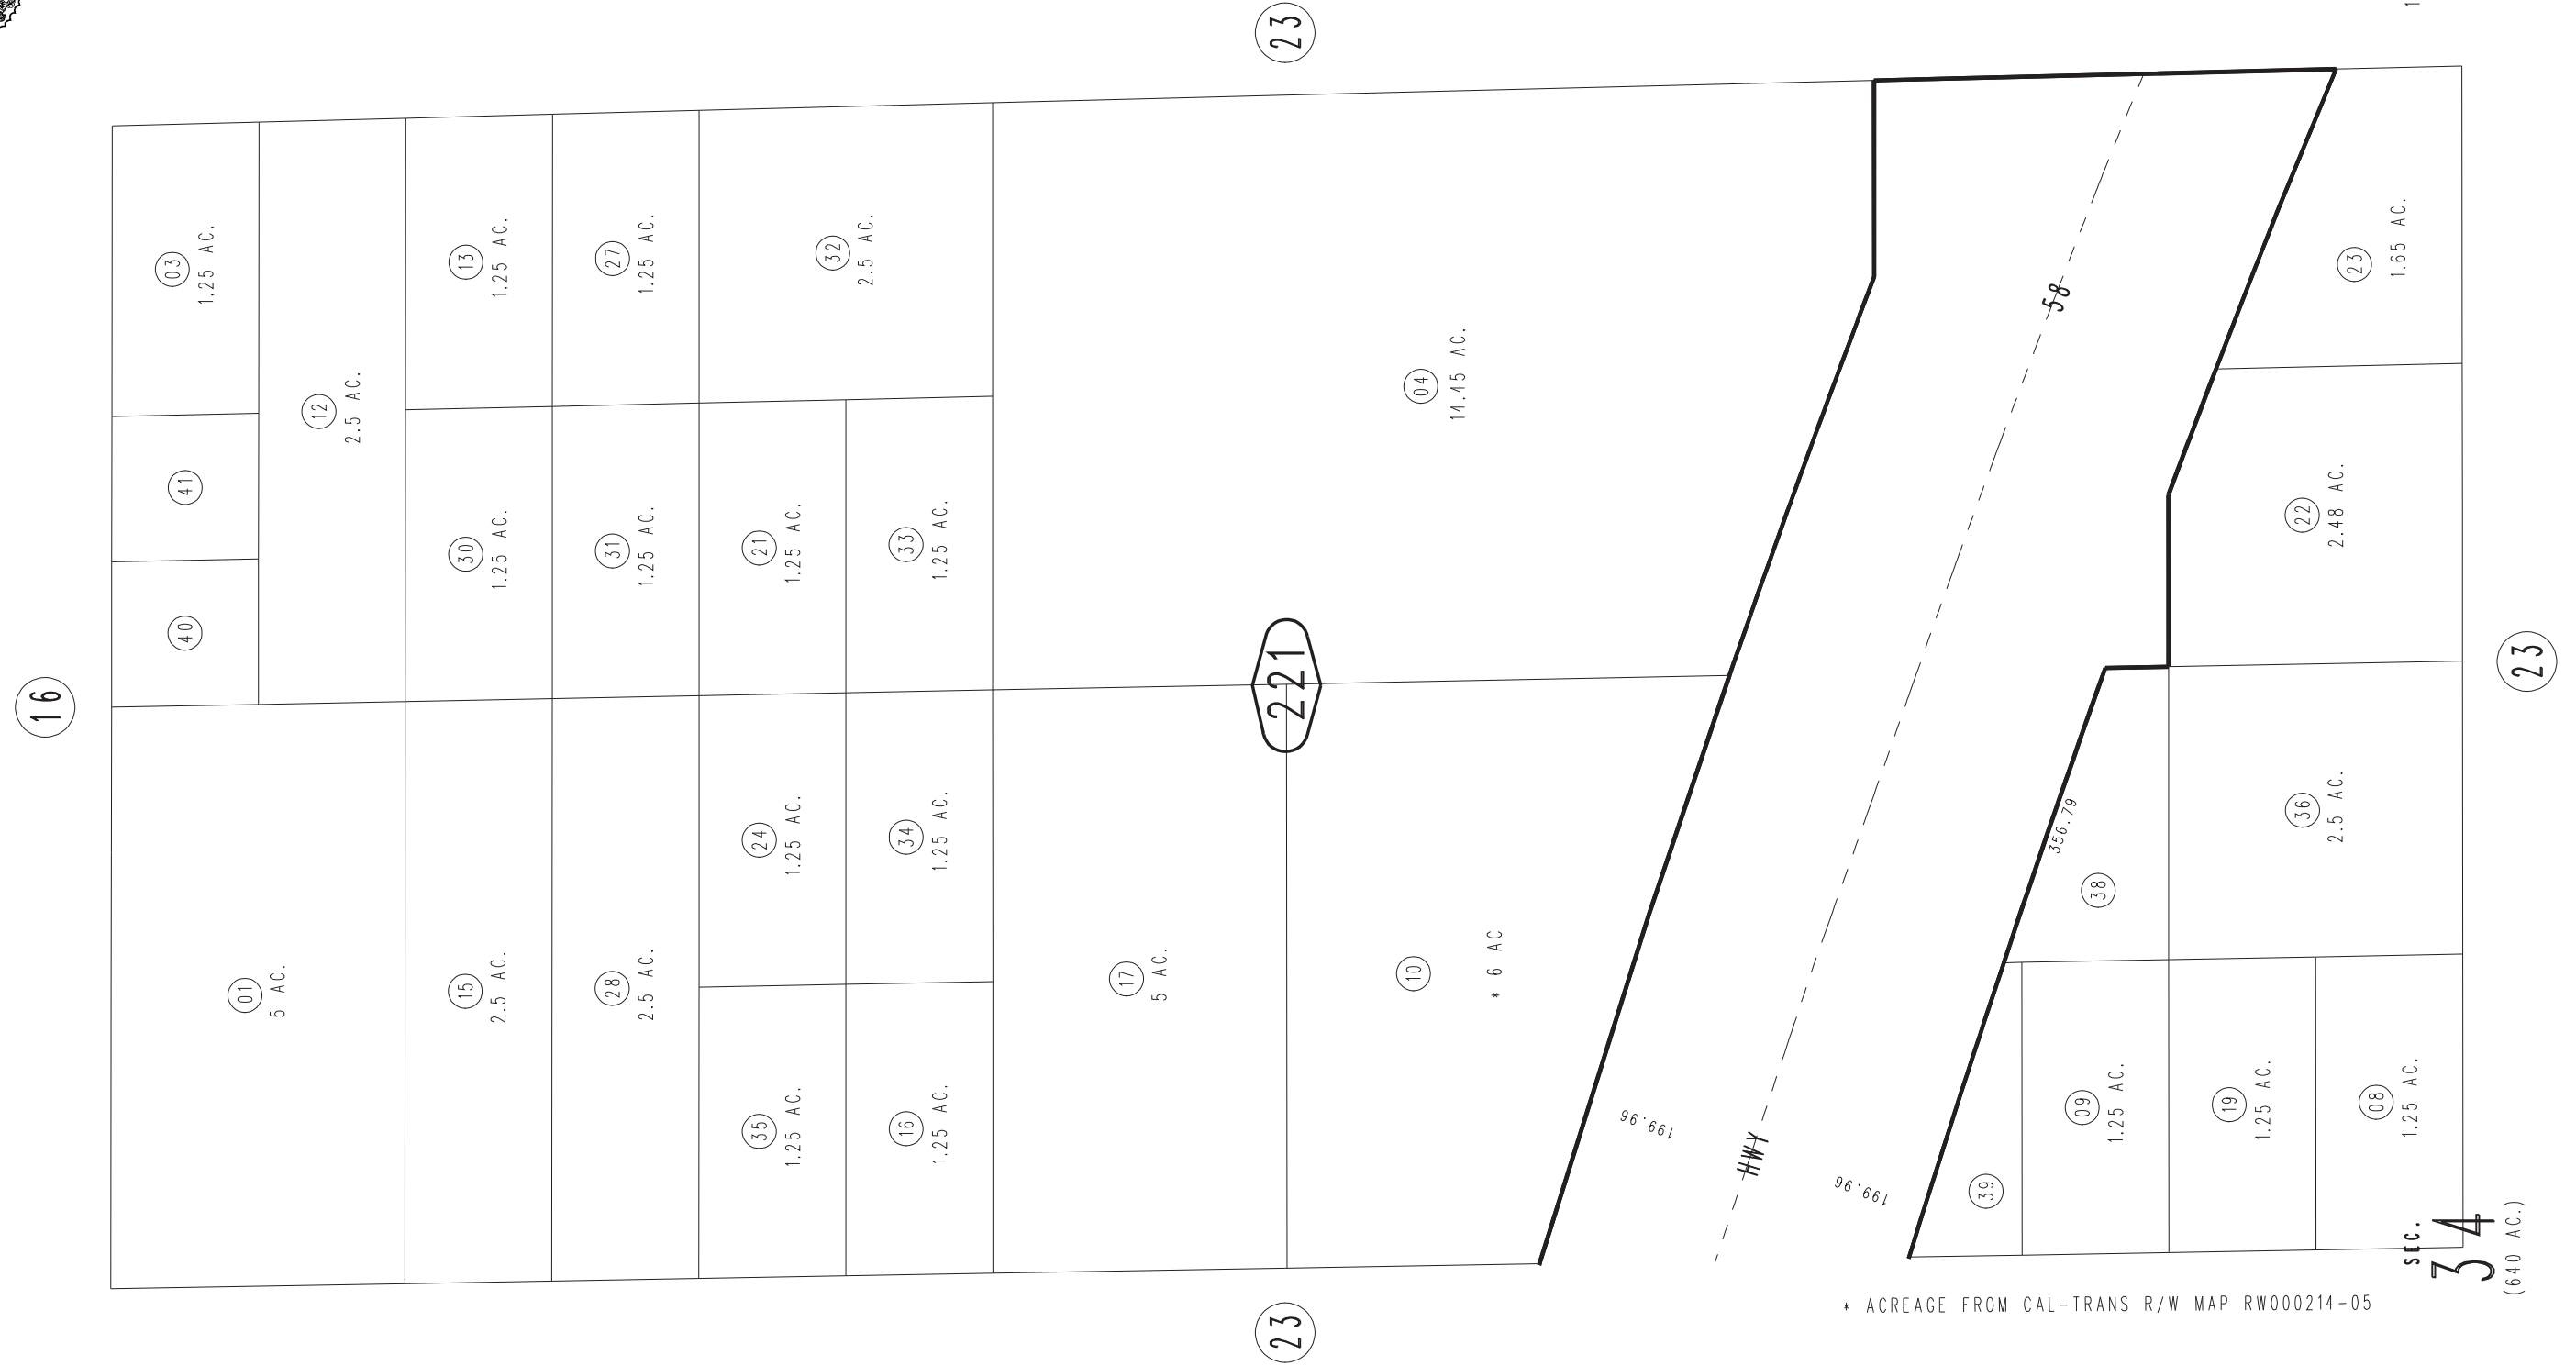 23
16
03
1.25 AC.
12
2.5 AC.
41
40
13
1.25 AC.
27
1.25 AC.
32
2.5 AC.
30
1.25 AC.
31
1.25 AC.
21
1.25 AC.
33
1.25 AC.
04
14.45 AC.
58
23
1.65 AC.
22
2.48 AC.
221
01
5 AC.
15
2.5 AC.
28
2.5 AC.
24
1.25 AC.
34
1.25 AC.
35
1.25 AC.
16
1.25 AC.
17
5 AC.
10
* 6 AC
199.96
HWY
199.96
356.79
38
36
2.5 AC.
39
09
1.25 AC.
19
1.25 AC.
08
1.25 AC.
23
23
SEC.
34
(640 AC.)
* ACREAGE FROM CAL-TRANS R/W MAP RW000214-05